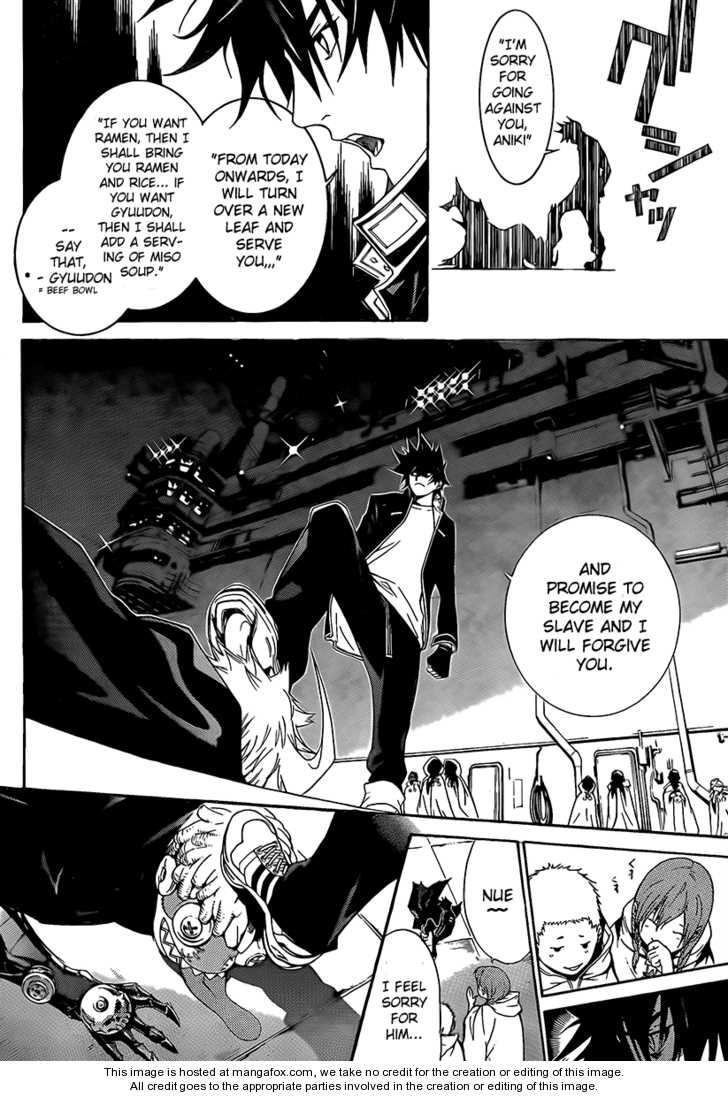 "I'M
SORRY
FOR
GOING
AGAINST
YOU,
ANIKI"
グッ
グシャ
"FROM TODAY
ONWARDS, I
WILL TURN
OVER A NEW
LEAF AND
SERVE
YOU,,,"
"IF YOU WANT
RAMEN, THEN I
SHALL BRING
YOU RAMEN
AND RICE... IF
YOU WANT
GYUUDON,
THEN I SHALL
ADD A SERV-
ING OF MISO
SOUP."
--
SAY
THAT,
* - GYUUDON
= BEEF BOWL
AND
PROMISE TO
BECOME MY
SLAVE AND I
WILL FORGIVE
YOU.
NUE
~
I FEEL
SORRY
FOR
HIM...
This image is hosted at mangafox.com, we take no credit for the creation or editing of this image.
All credit goes to the appropriate parties involved in the creation or editing of this image.